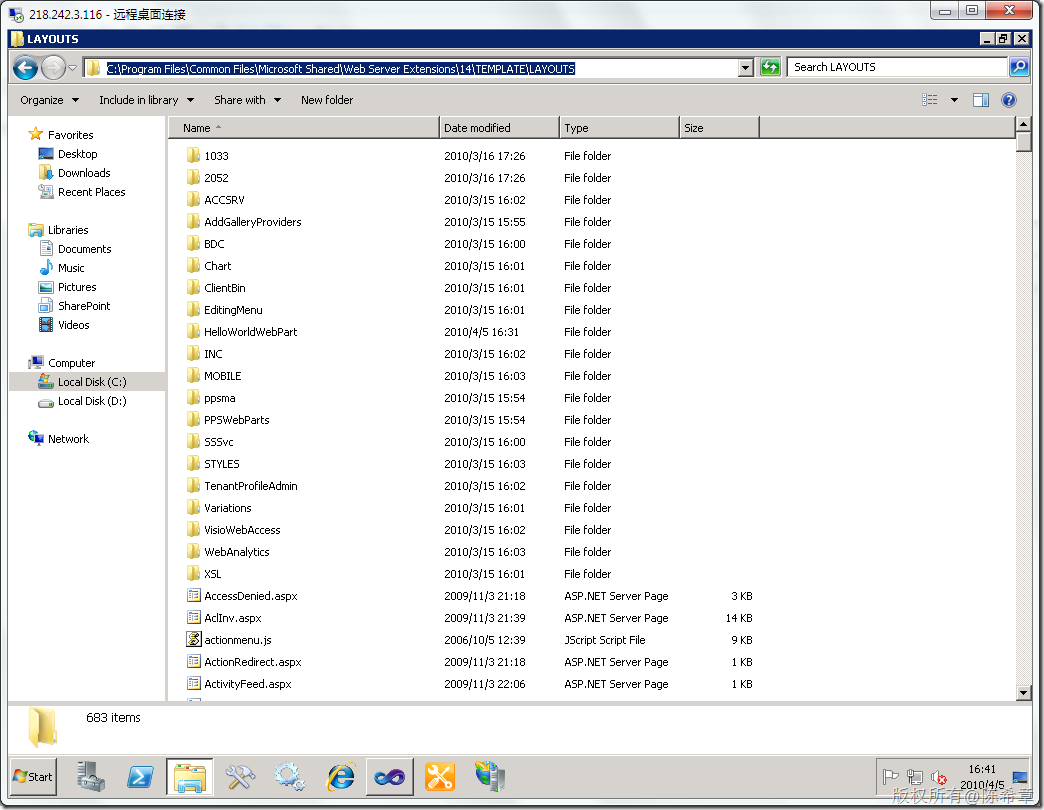 218.242.3.116 - 远程桌面连接
LAYOUTS
C:\Program Files\Common Files\Microsoft Shared\Web Server Extensions\14\TEMPLATE\LAYOUTS
Search LAYOUTS
Organize Include in library Share with New folder
Favorites
Desktop
Downloads
Recent Places
Libraries
Documents
Music
Pictures
SharePoint
Videos
Computer
Local Disk (C:)
Local Disk (D:)
Network
Name Date modified Type Size
1033 2010/3/16 17:26 File folder
2052 2010/3/16 17:26 File folder
ACCSRV 2010/3/15 16:02 File folder
AddGalleryProviders 2010/3/15 15:55 File folder
BDC 2010/3/15 16:00 File folder
Chart 2010/3/15 16:01 File folder
ClientBin 2010/3/15 16:01 File folder
EditingMenu 2010/3/15 16:01 File folder
HelloWorldWebPart 2010/4/5 16:31 File folder
INC 2010/3/15 16:02 File folder
MOBILE 2010/3/15 16:03 File folder
ppsma 2010/3/15 15:54 File folder
PPSWebParts 2010/3/15 15:54 File folder
SSSvc 2010/3/15 16:00 File folder
STYLES 2010/3/15 16:03 File folder
TenantProfileAdmin 2010/3/15 16:02 File folder
Variations 2010/3/15 16:01 File folder
VisioWebAccess 2010/3/15 16:02 File folder
WebAnalytics 2010/3/15 16:03 File folder
XSL 2010/3/15 16:01 File folder
AccessDenied.aspx 2009/11/3 21:18 ASP.NET Server Page 3 KB
AclInv.aspx 2009/11/3 21:39 ASP.NET Server Page 14 KB
actionmenu.js 2006/10/5 12:39 JScript Script File 9 KB
ActionRedirect.aspx 2009/11/3 21:18 ASP.NET Server Page 1 KB
ActivityFeed.aspx 2009/11/3 22:06 ASP.NET Server Page 1 KB
683 items
Start
16:41
2010/4/5
版权所有@陈希章